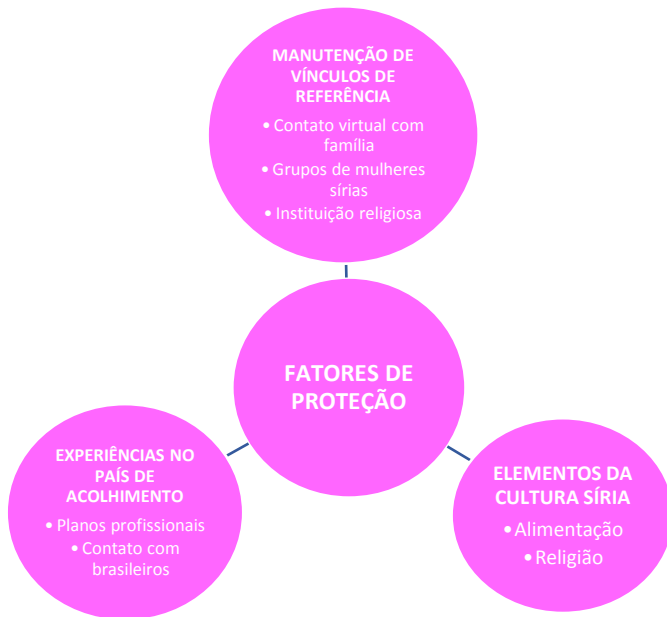 MANUTENÇÃO DE
VÍNCULOS DE
REFERÊNCIA
• Contato virtual com
família
• Grupos de mulheres
sírias
• Instituição religiosa
FATORES DE
PROTEÇÃO
EXPERIÊNCIAS NO
PAÍS DE
ACOLHIMENTO
• Planos profissionais
• Contato com
brasileiros
ELEMENTOS DA
CULTURA SÍRIA
• Alimentação
• Religião